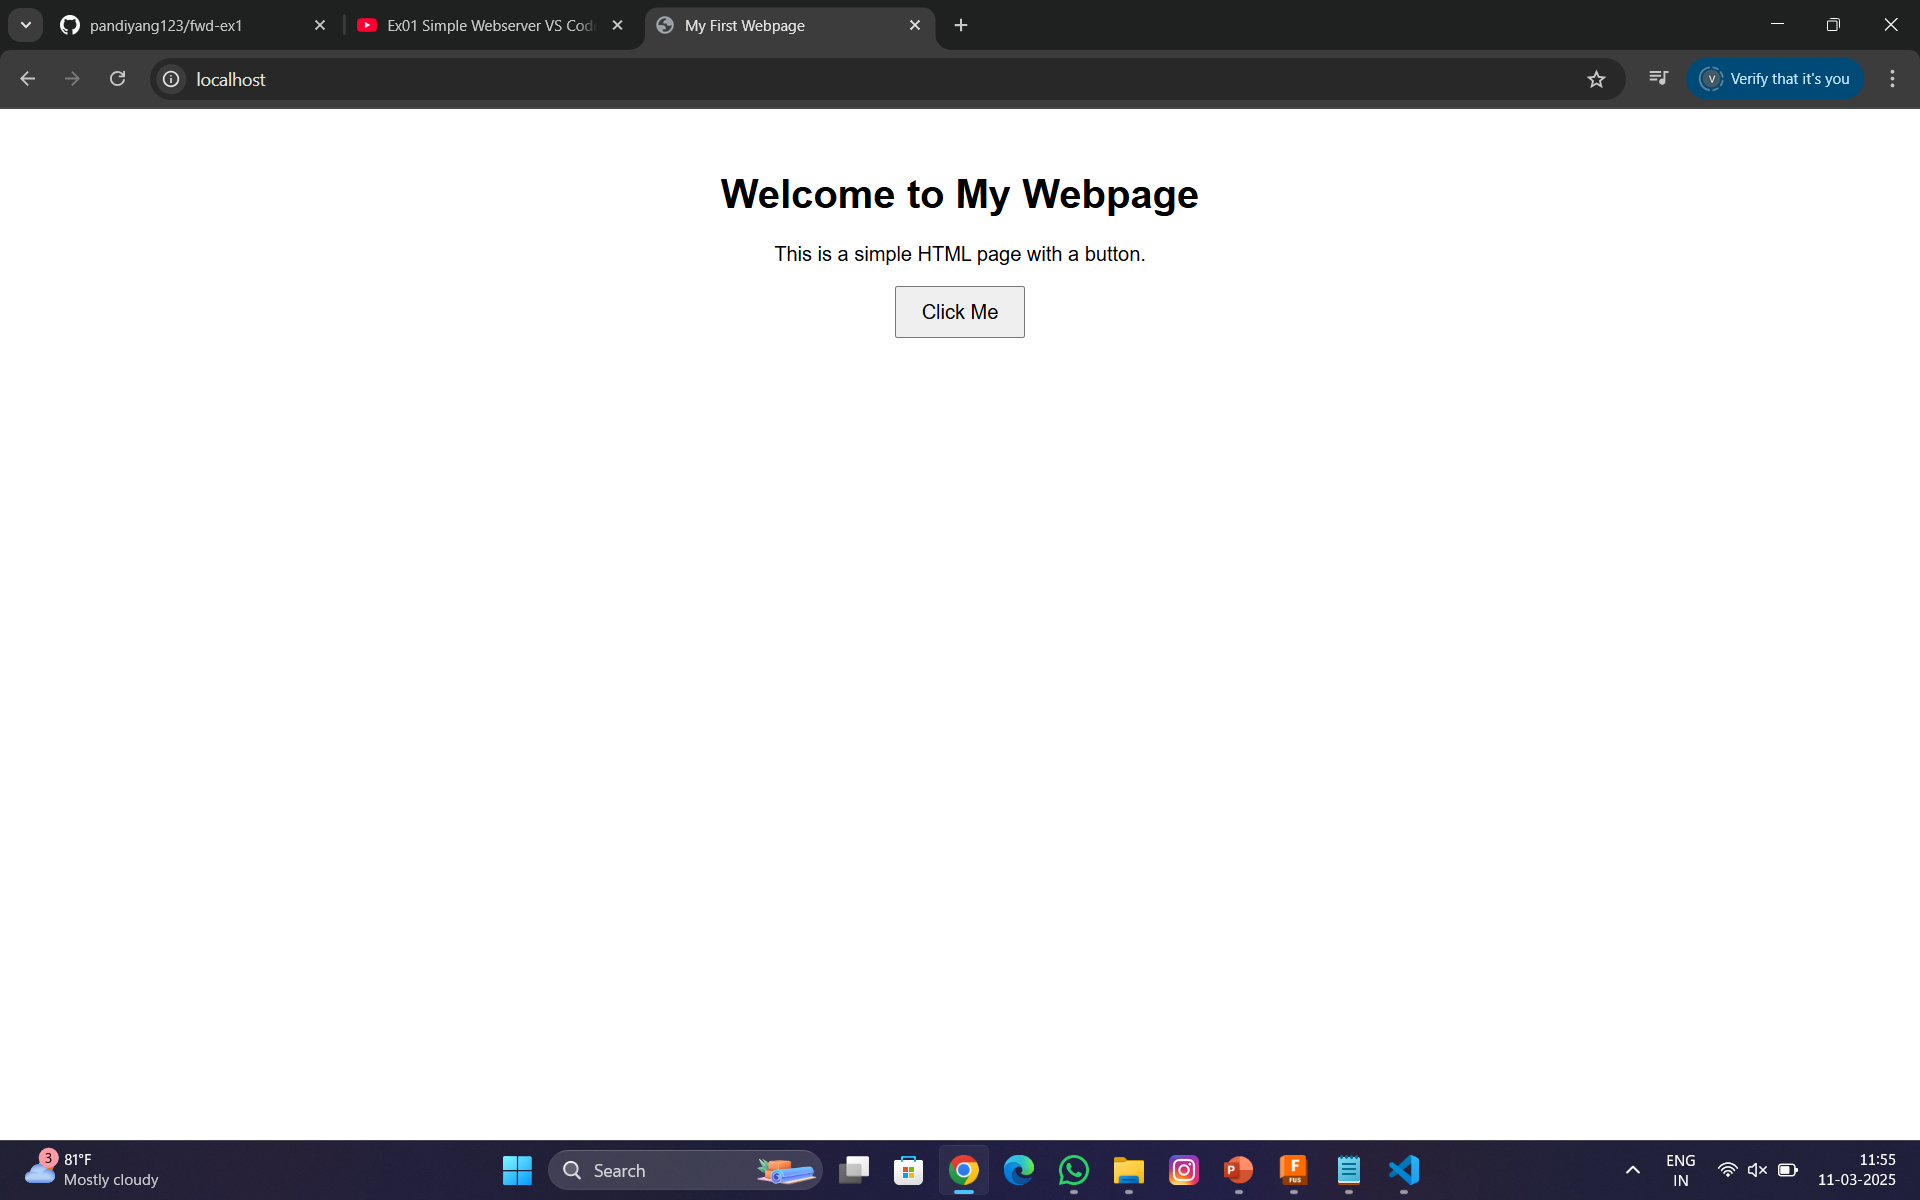 pandiyang123/fwd-ex1
Ex01 Simple Webserver VS Cod
My First Webpage
localhost
V
Verify that it's you
Welcome to My Webpage
This is a simple HTML page with a button.
Click Me
3
81°F
Mostly cloudy
Search
P
F
FUS
ENG
IN
11:55
11-03-2025